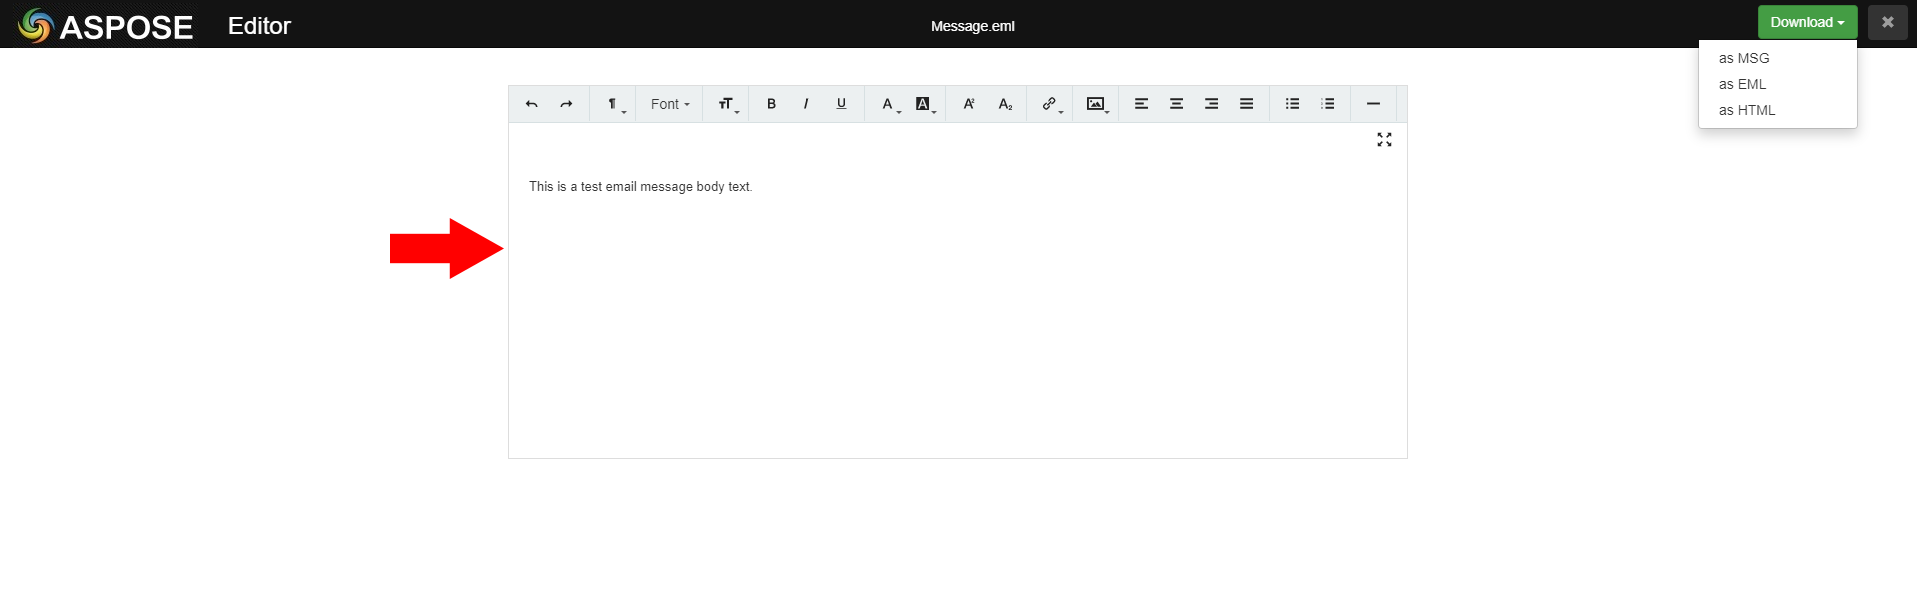 ASPOSE Editor Message.eml Download
as MSG
as EML
as HTML
Font
This is a test email message body text.